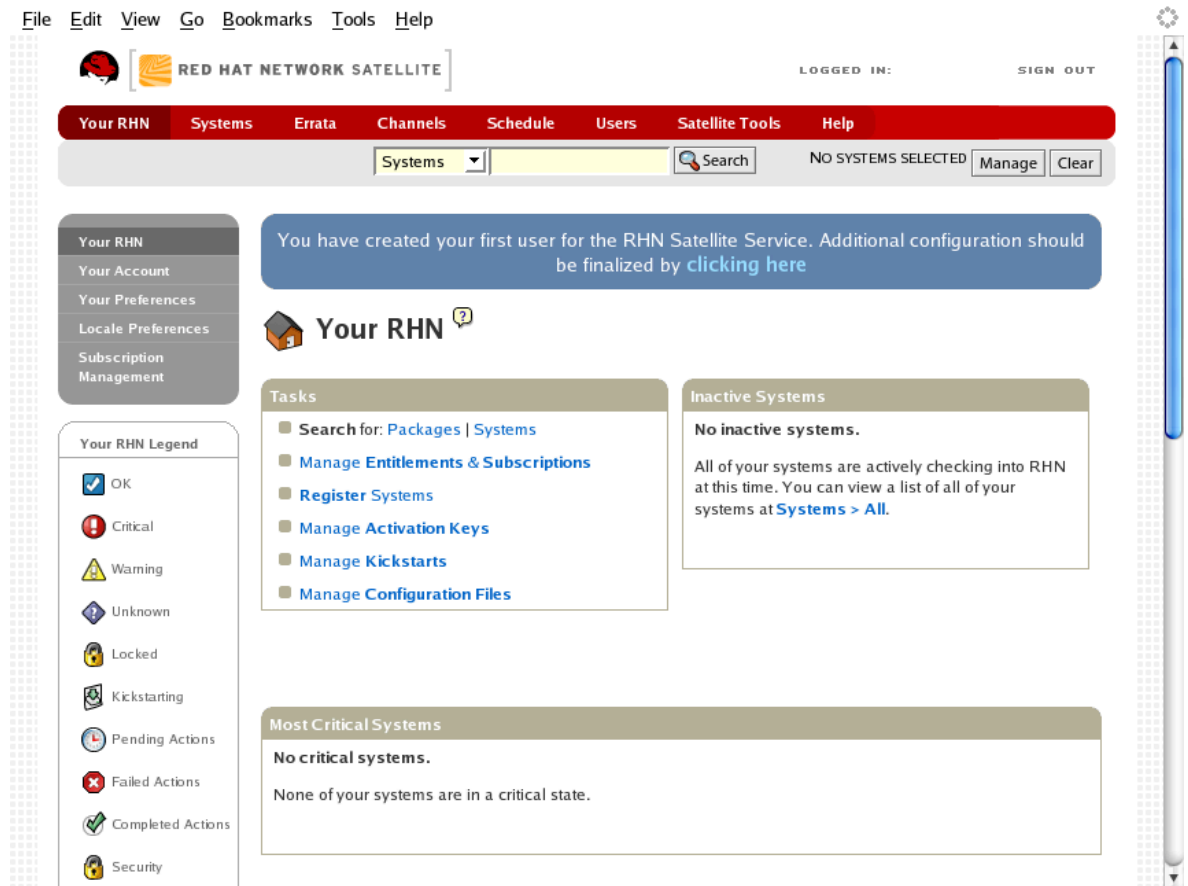 File Edit View Go Bookmarks Tools Help
RED HAT NETWORK SATELLITE
LOGGED IN: SIGN OUT
Your RHN Systems Errata Channels Schedule Users Satellite Tools Help
Systems Search NO SYSTEMS SELECTED Manage Clear
Your RHN
Your Account
Your Preferences
Locale Preferences
Subscription
Management
Your RHN Legend
OK
Critical
Warning
Unknown
Locked
Kickstarting
Pending Actions
Failed Actions
Completed Actions
Security
You have created your first user for the RHN Satellite Service. Additional configuration should
be finalized by clicking here
Your RHN ?
Tasks
Search for: Packages | Systems
Manage Entitlements & Subscriptions
Register Systems
Manage Activation Keys
Manage Kickstarts
Manage Configuration Files
Inactive Systems
No inactive systems.
All of your systems are actively checking into RHN
at this time. You can view a list of all of your
systems at Systems > All.
Most Critical Systems
No critical systems.
None of your systems are in a critical state.